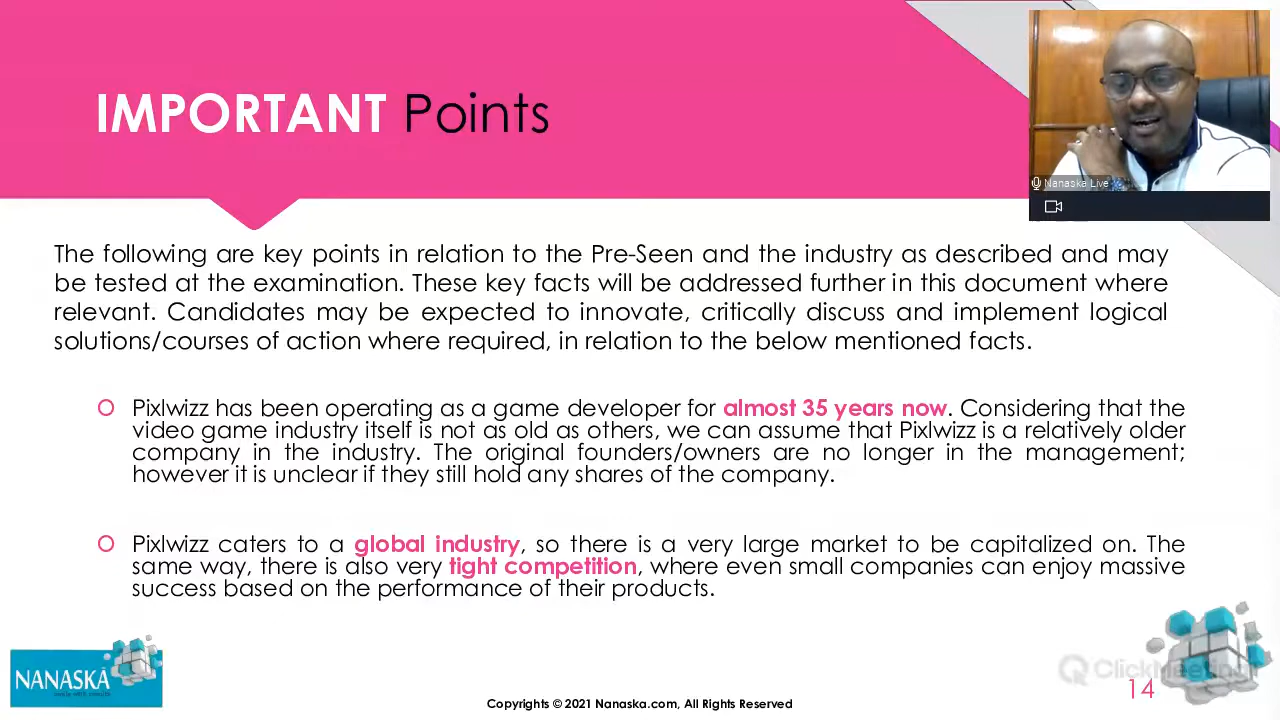 IMPORTANT Points
Nanaska Live
The following are key points in relation to the Pre-Seen and the industry as described and may
be tested at the examination. These key facts will be addressed further in this document where
relevant. Candidates may be expected to innovate, critically discuss and implement logical
solutions/courses of action where required, in relation to the below mentioned facts.
Pixlwizz has been operating as a game developer for almost 35 years now. Considering that the
video game industry itself is not as old as others, we can assume that Pixlwizz is a relatively older
company in the industry. The original founders/owners are no longer in the management;
however it is unclear if they still hold any shares of the company.
Pixlwizz caters to a global industry, so there is a very large market to be capitalized on. The
same way, there is also very tight competition, where even small companies can enjoy massive
success based on the performance of their products.
NANASKA
ClickMeeting
14
Copyrights © 2021 Nanaska.com, All Rights Reserved